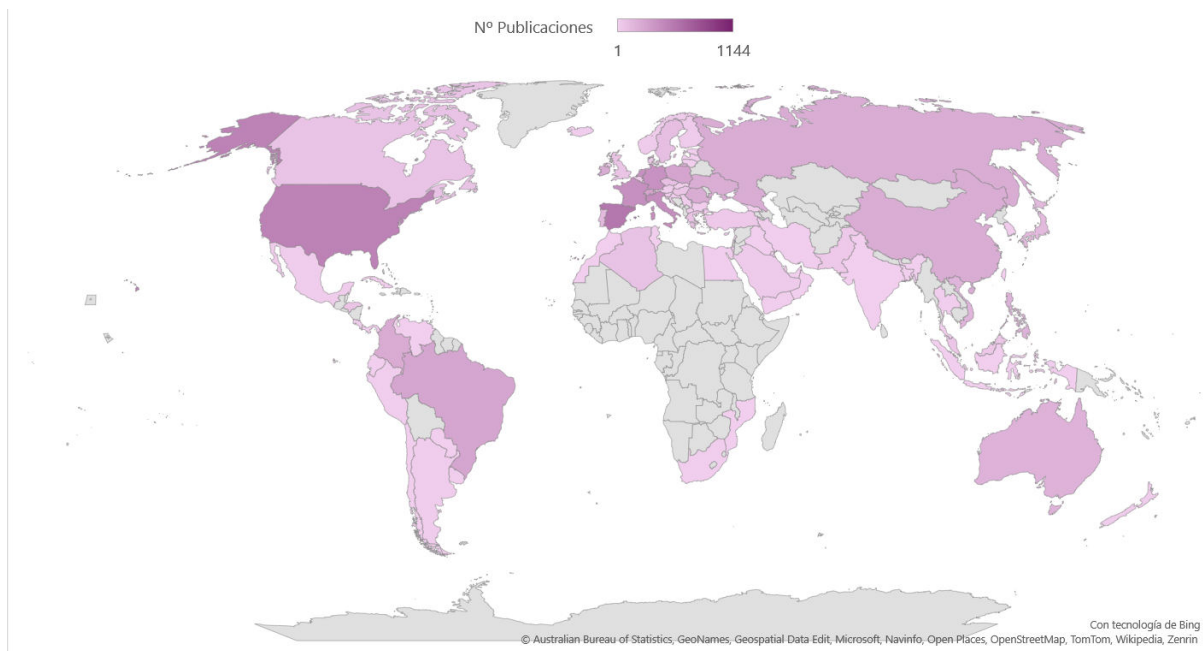 Nº Publicaciones
1 1144
Con tecnología de Bing
© Australian Bureau of Statistics, GeoNames, Geospatial Data Edit, Microsoft, Navinfo, Open Places, OpenStreetMap, TomTom, Wikipedia, Zenrin